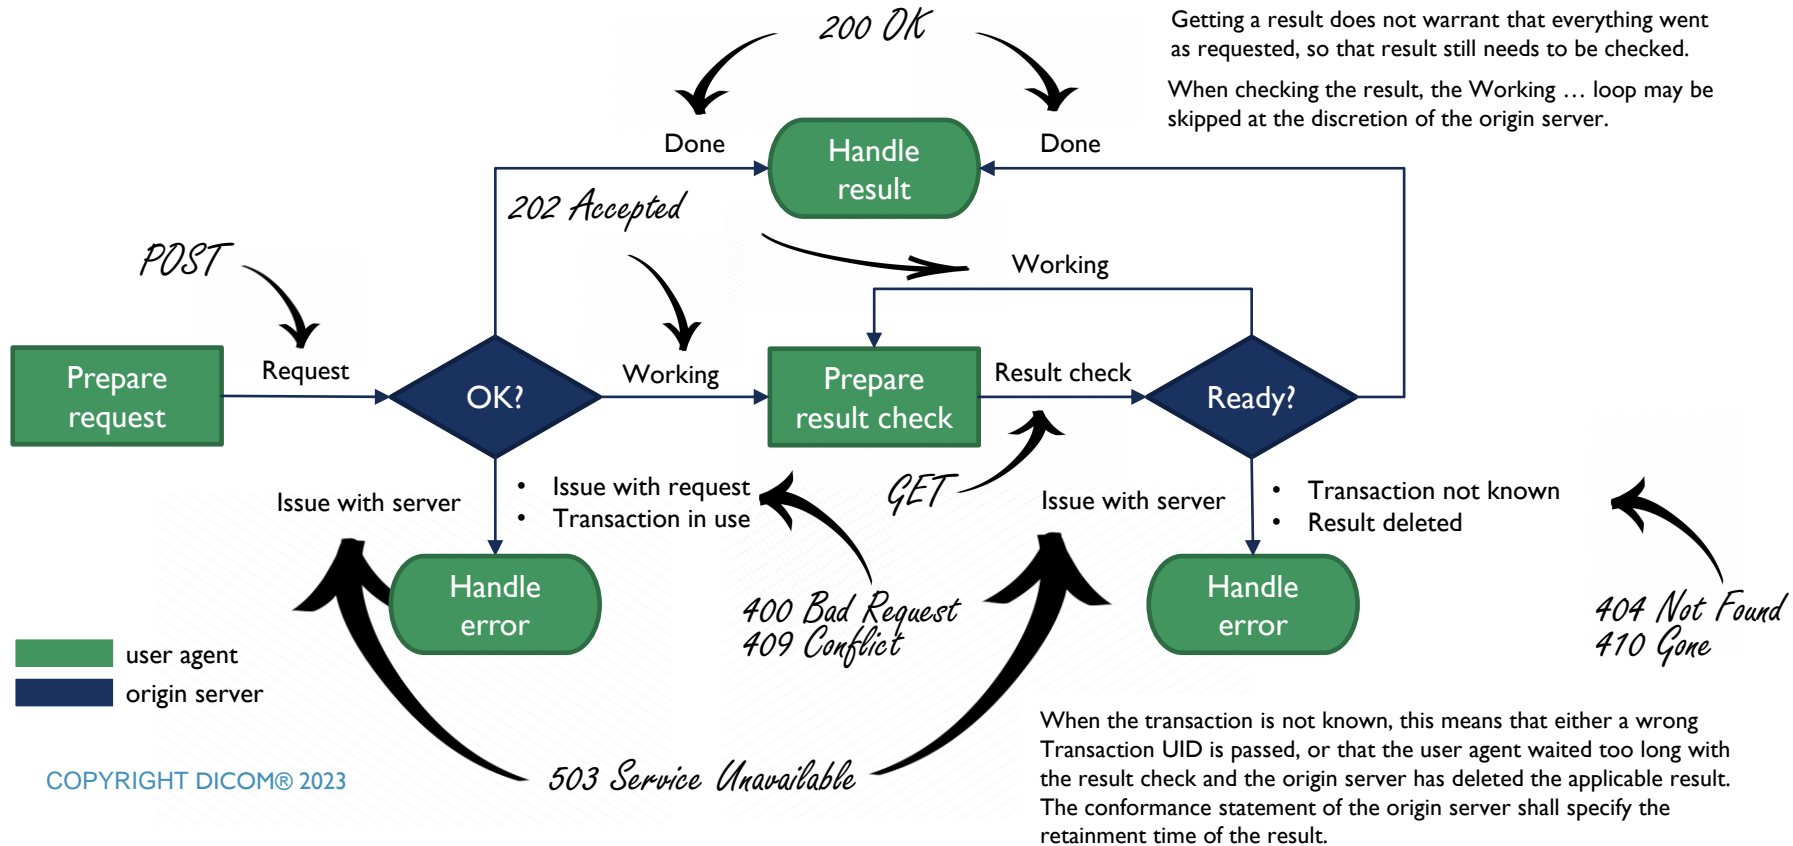 200 OK
Getting a result does not warrant that everything went
as requested, so that result still needs to be checked.
When checking the result, the Working … loop may be
skipped at the discretion of the origin server.
Done
Handle
result
Done
202 Accepted
POST
Working
Request
Prepare
request
OK?
Working
Prepare
result check
Result check
Ready?
Issue with server
• Issue with request
• Transaction in use
GET
Issue with server
• Transaction not known
• Result deleted
Handle
error
400 Bad Request
409 Conflict
Handle
error
404 Not Found
410 Gone
user agent
origin server
503 Service Unavailable
When the transaction is not known, this means that either a wrong
Transaction UID is passed, or that the user agent waited too long with
the result check and the origin server has deleted the applicable result.
The conformance statement of the origin server shall specify the
retainment time of the result.
COPYRIGHT DICOM® 2023